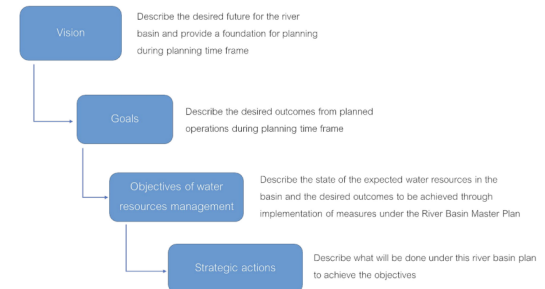 Vision
Describe the desired future for the river
basin and provide a foundation for planning
during planning time frame
Goals
Describe the desired outcomes from planned
operations during planning time frame
Objectives of water
resources management
Describe the state of the expected water resources in the
basin and the desired outcomes to be achieved through
implementation of measures under the River Basin Master Plan
Strategic actions
Describe what will be done under this river basin plan
to achieve the objectives